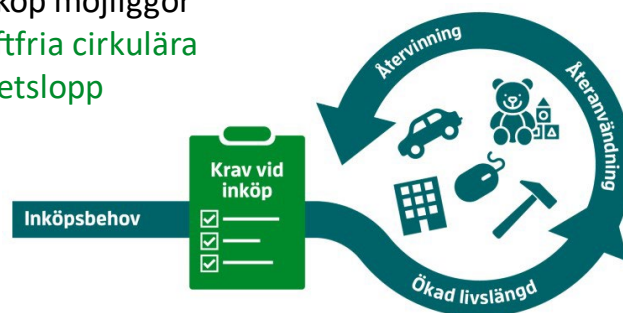 köp möjliggör
ftfria cirkulära
etslopp
Återvinning
Återanvändning
Krav vid
inköp
Inköpsbehov
Ökad livslängd